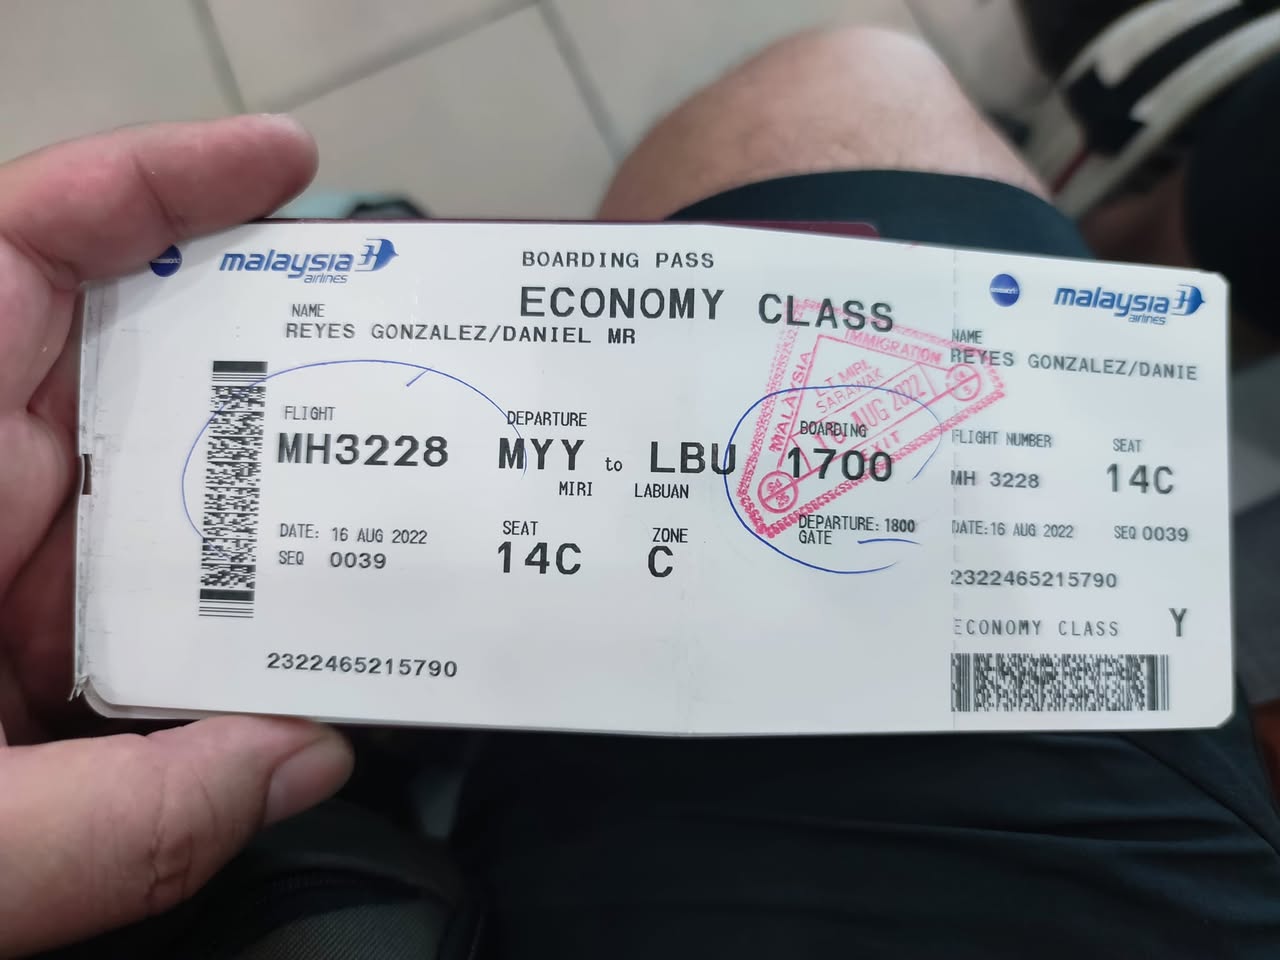 malaysia airlines
BOARDING PASS
ECONOMY CLASS
NAME
REYES GONZALEZ/DANIEL MR
FLIGHT
MH3228
DEPARTURE
MYY to LBU
MIRI LABUAN
BOARDING
1700
DATE: 16 AUG 2022
SEAT
14C
ZONE
C
DEPARTURE: 1800
GATE
SEQ 0039
2322465215790
MALAYSIA
IMMIGRATION
MIRI
SARAWAK
16 AUG 2022
EXIT
malaysia airlines
NAME
REYES GONZALEZ/DANIE
FLIGHT NUMBER
MH 3228
SEAT
14C
DATE:16 AUG 2022
SEQ 0039
2322465215790
ECONOMY CLASS Y